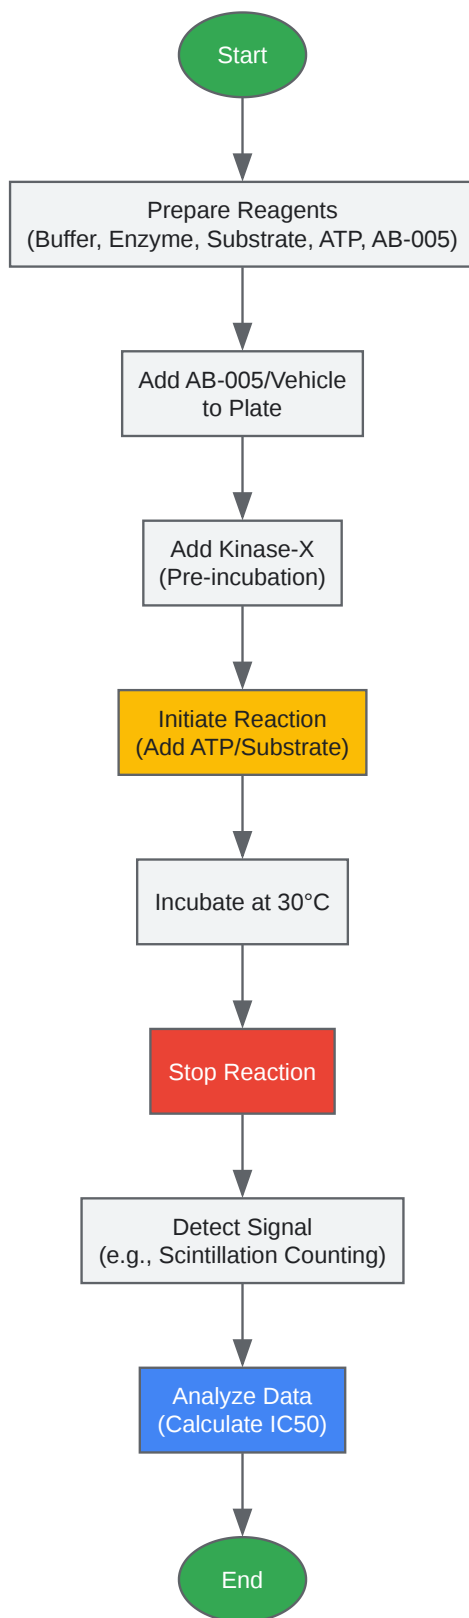 Start
Prepare Reagents
(Buffer, Enzyme, Substrate, ATP, AB-005)
Add AB-005/Vehicle
to Plate
Add Kinase-X
(Pre-incubation)
Initiate Reaction
(Add ATP/Substrate)
Incubate at 30°C
Stop Reaction
Detect Signal
(e.g., Scintillation Counting)
Analyze Data
(Calculate IC50)
End